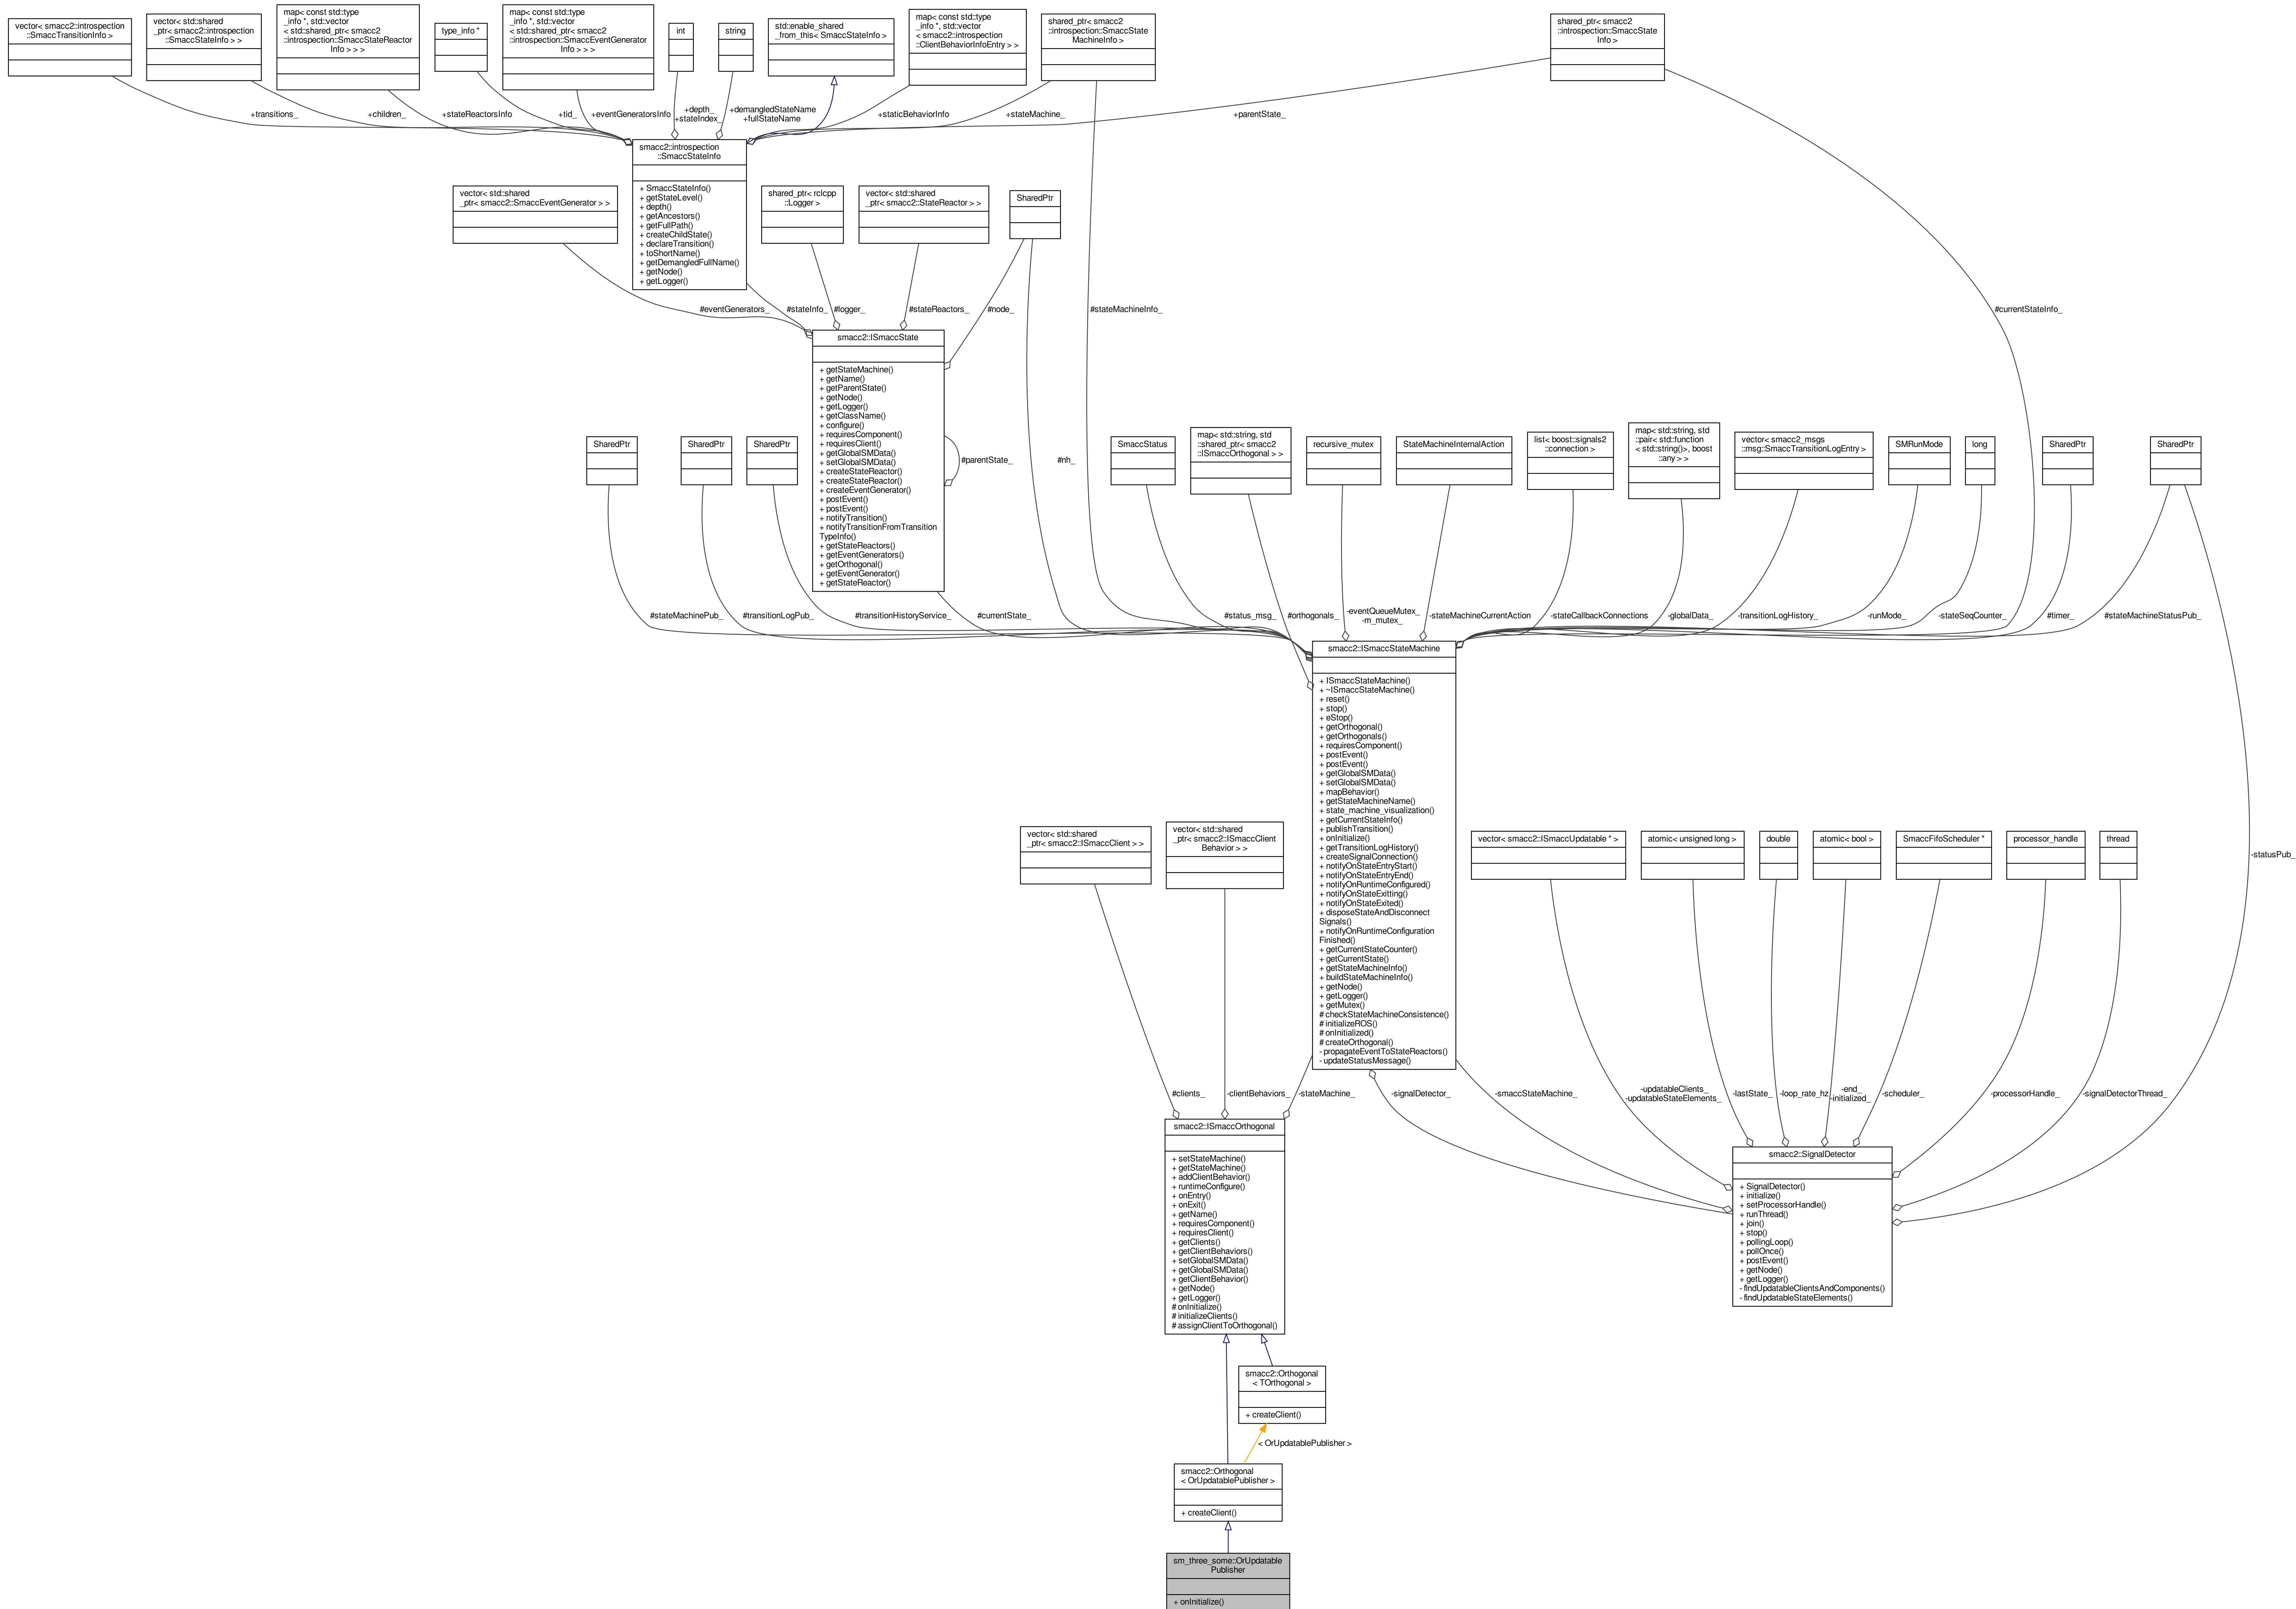 vector< smacc2::introspection
::SmaccTransitionInfo >
vector< std::shared
_ptr< smacc2::introspection
::SmaccStateInfo > >
map< const std::type
_info *, std::vector
< std::shared_ptr< smacc2
::introspection::SmaccStateReactor
Info > > >
type_info *
map< const std::type
_info *, std::vector
< std::shared_ptr< smacc2
::introspection::SmaccEventGenerator
Info > > >
int
string
std::enable_shared
_from_this< SmaccStateInfo >
map< const std::type
_info *, std::vector
< smacc2::introspection
::ClientBehaviorInfoEntry > >
shared_ptr< smacc2
::introspection::SmaccState
MachineInfo >
shared_ptr< smacc2
::introspection::SmaccState
Info >
+transitions_
+children_
+stateReactorsInfo
+tid_
+eventGeneratorsInfo
+depth_
+stateIndex_
+demangledStateName
+fullStateName
+staticBehaviorInfo
+stateMachine_
+parentState_
smacc2::introspection
::SmaccStateInfo
+ SmaccStateInfo()
+ getStateLevel()
+ depth()
+ getAncestors()
+ getFullPath()
+ createChildState()
+ declareTransition()
+ toShortName()
+ getDemangledFullName()
+ getNode()
+ getLogger()
vector< std::shared
_ptr< smacc2::SmaccEventGenerator > >
shared_ptr< rclcpp
::Logger >
vector< std::shared
_ptr< smacc2::StateReactor > >
SharedPtr
#eventGenerators_
#stateInfo_
#logger_
#stateReactors_
#node_
#stateMachineInfo_
#currentStateInfo_
smacc2::ISmaccState
+ getStateMachine()
+ getName()
+ getParentState()
+ getNode()
+ getLogger()
+ getClassName()
+ configure()
+ requiresComponent()
+ requiresClient()
+ getGlobalSMData()
+ setGlobalSMData()
+ createStateReactor()
+ createStateReactor()
+ createEventGenerator()
+ postEvent()
+ postEvent()
+ notifyTransition()
+ notifyTransitionFromTransition
TypeInfo()
+ getStateReactors()
+ getEventGenerators()
+ getOrthogonal()
+ getEventGenerator()
+ getStateReactor()
#parentState_
#nh_
SharedPtr
SharedPtr
SharedPtr
SmaccStatus
map< std::string, std
::shared_ptr< smacc2
::ISmaccOrthogonal > >
recursive_mutex
StateMachineInternalAction
list< boost::signals2
::connection >
map< std::string, std
::pair< std::function
< std::string()>, boost
::any > >
vector< smacc2_msgs
::msg::SmaccTransitionLogEntry >
SMRunMode
long
SharedPtr
SharedPtr
#stateMachinePub_
#transitionLogPub_
#transitionHistoryService_
#currentState_
#status_msg_
#orthogonals_
-eventQueueMutex_
-m_mutex_
-stateMachineCurrentAction
-stateCallbackConnections
-globalData_
-transitionLogHistory_
-runMode_
-stateSeqCounter_
#timer_
#stateMachineStatusPub_
smacc2::ISmaccStateMachine
+ ISmaccStateMachine()
+ ~ISmaccStateMachine()
+ reset()
+ stop()
+ eStop()
+ getOrthogonal()
+ getOrthogonals()
+ requiresComponent()
+ postEvent()
+ postEvent()
+ getGlobalSMData()
+ setGlobalSMData()
+ mapBehavior()
+ getStateMachineName()
+ state_machine_visualization()
+ getCurrentStateInfo()
+ publishTransition()
+ onInitialize()
+ getTransitionLogHistory()
+ createSignalConnection()
+ notifyOnStateEntryStart()
+ notifyOnStateEntryEnd()
+ notifyOnRuntimeConfigured()
+ notifyOnStateExitting()
+ notifyOnStateExited()
+ disposeStateAndDisconnect
Signals()
+ notifyOnRuntimeConfiguration
Finished()
+ getCurrentStateCounter()
+ getCurrentState()
+ getStateMachineInfo()
+ buildStateMachineInfo()
+ getNode()
+ getLogger()
+ getMutex()
# checkStateMachineConsistence()
# initializeROS()
# onInitialized()
# createOrthogonal()
- propagateEventToStateReactors()
- updateStatusMessage()
vector< std::shared
_ptr< smacc2::ISmaccClient > >
vector< std::shared
_ptr< smacc2::ISmaccClient
Behavior > >
vector< smacc2::ISmaccUpdatable * >
atomic< unsigned long >
double
atomic< bool >
SmaccFifoScheduler *
processor_handle
thread
-statusPub_
#clients_
-clientBehaviors_
-stateMachine_
-signalDetector_
-smaccStateMachine_
-updatableClients_
-updatableStateElements_
-lastState_
-loop_rate_hz
-end_
-initialized_
-scheduler_
-processorHandle_
-signalDetectorThread_
smacc2::ISmaccOrthogonal
+ setStateMachine()
+ getStateMachine()
+ addClientBehavior()
+ runtimeConfigure()
+ onEntry()
+ onExit()
+ getName()
+ requiresComponent()
+ requiresClient()
+ getClients()
+ getClientBehaviors()
+ setGlobalSMData()
+ getGlobalSMData()
+ getClientBehavior()
+ getNode()
+ getLogger()
# onInitialize()
# initializeClients()
# assignClientToOrthogonal()
smacc2::SignalDetector
+ SignalDetector()
+ initialize()
+ setProcessorHandle()
+ runThread()
+ join()
+ stop()
+ pollingLoop()
+ pollOnce()
+ postEvent()
+ getNode()
+ getLogger()
- findUpdatableClientsAndComponents()
- findUpdatableStateElements()
smacc2::Orthogonal
< TOrthogonal >
+ createClient()
< OrUpdatablePublisher >
smacc2::Orthogonal
< OrUpdatablePublisher >
+ createClient()
sm_three_some::OrUpdatable
Publisher
+ onInitialize()